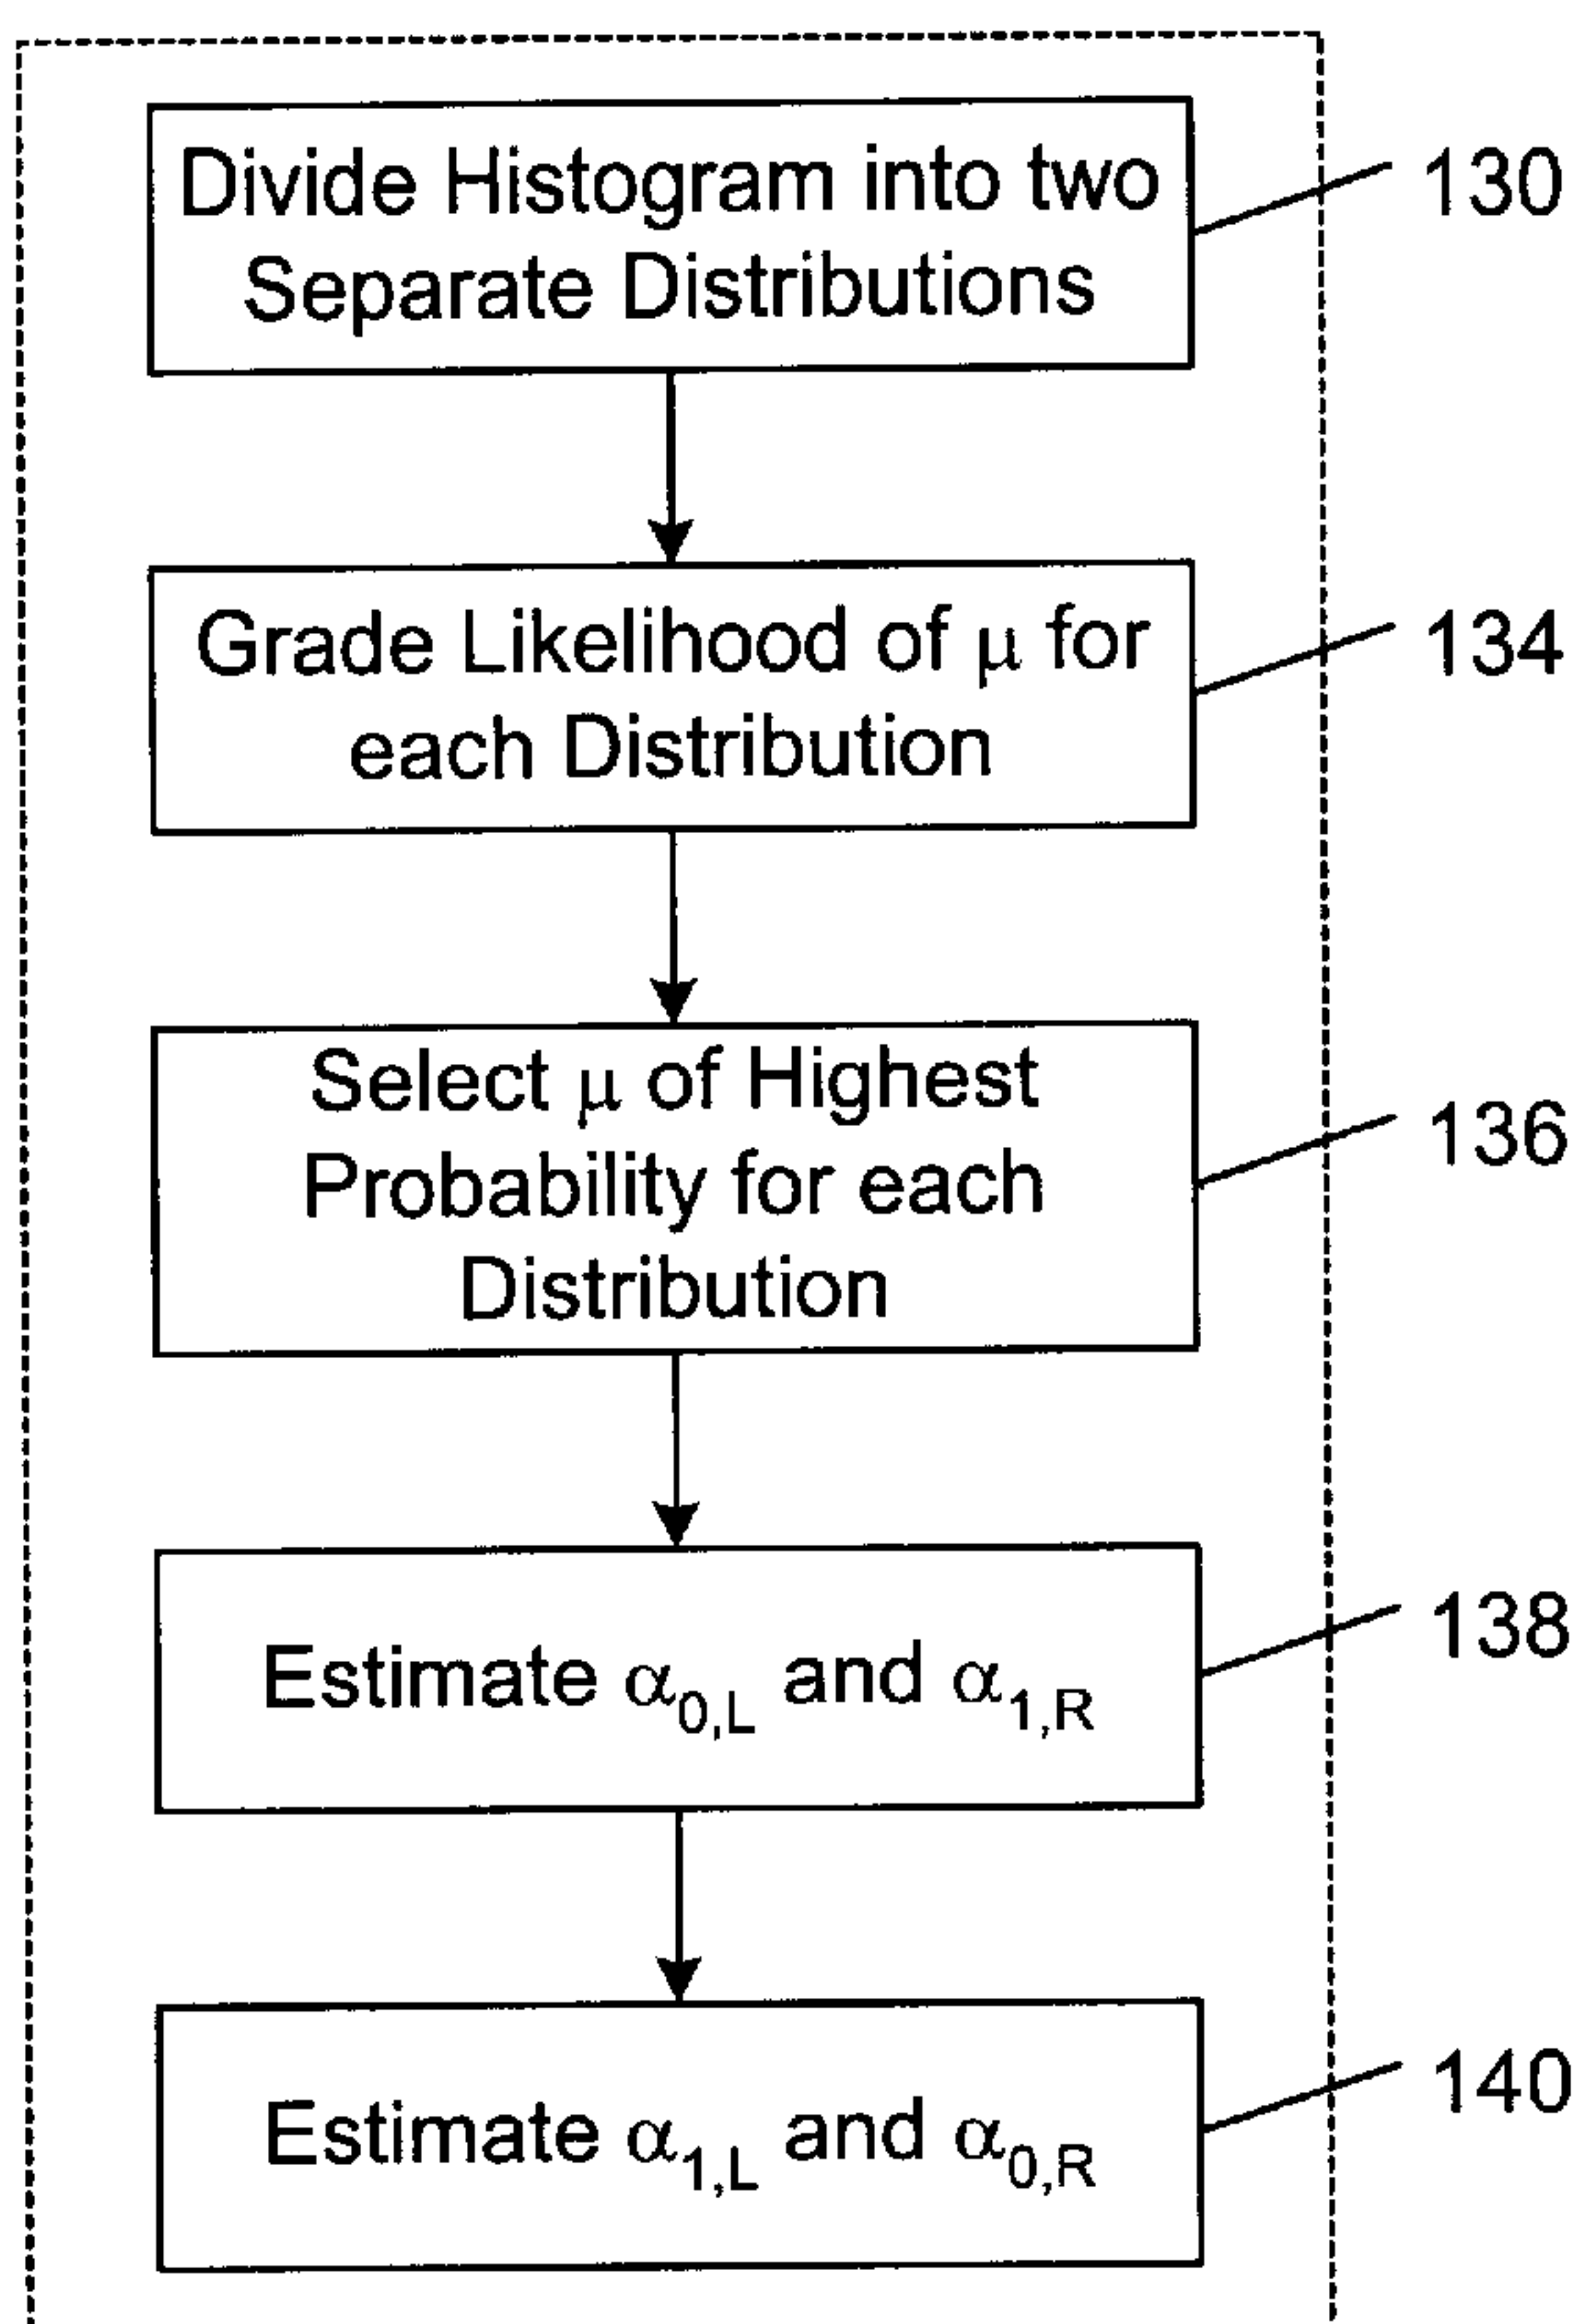 Divide Histogram into two
Separate Distributions
130
Grade Likelihood of μ for
each Distribution
134
Select μ of Highest
Probability for each
Distribution
136
Estimate α0,L and α1,R
138
Estimate α1,L and α0,R
140